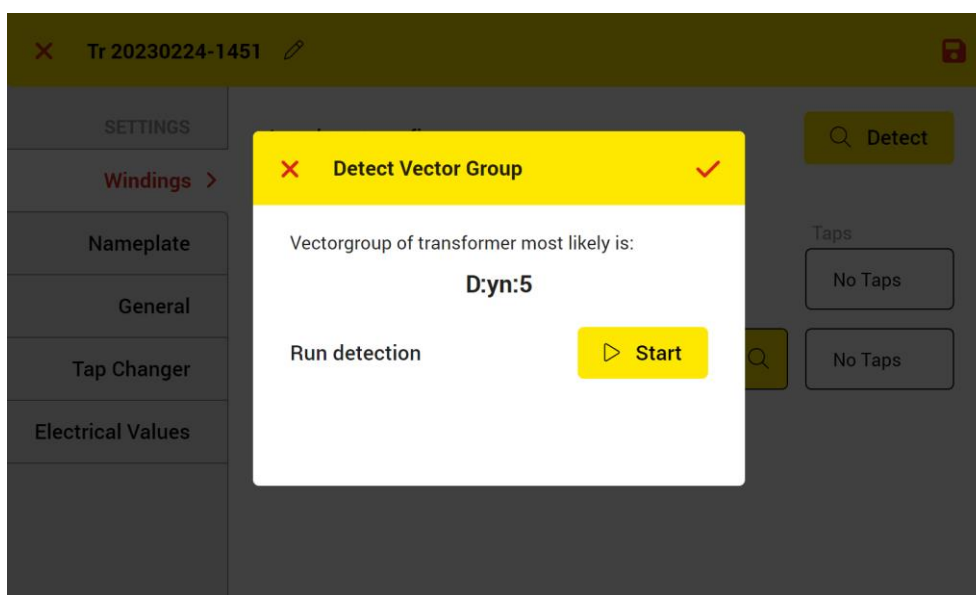 Tr 20230224-1451
SETTINGS
Detect
Windings
Detect Vector Group
Nameplate
Vectorgroup of transformer most likely is:
Taps
D:yn:5
No Taps
General
Run detection
Start
No Taps
Tap Changer
Electrical Values